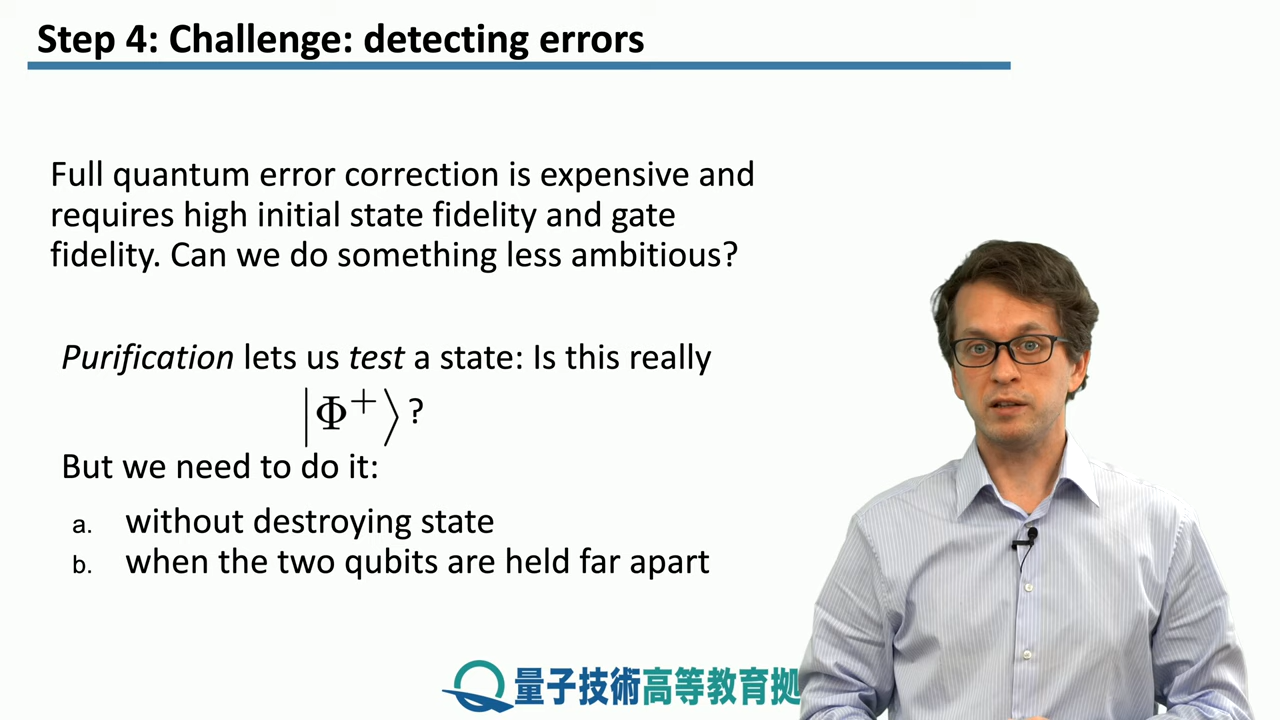 Step 4: Challenge: detecting errors
Full quantum error correction is expensive and
requires high initial state fidelity and gate
fidelity. Can we do something less ambitious?
Purification lets us test a state: Is this really
|Φ⁺⟩?
But we need to do it:
a. without destroying state
b. when the two qubits are held far apart
量子技術高等教育拠